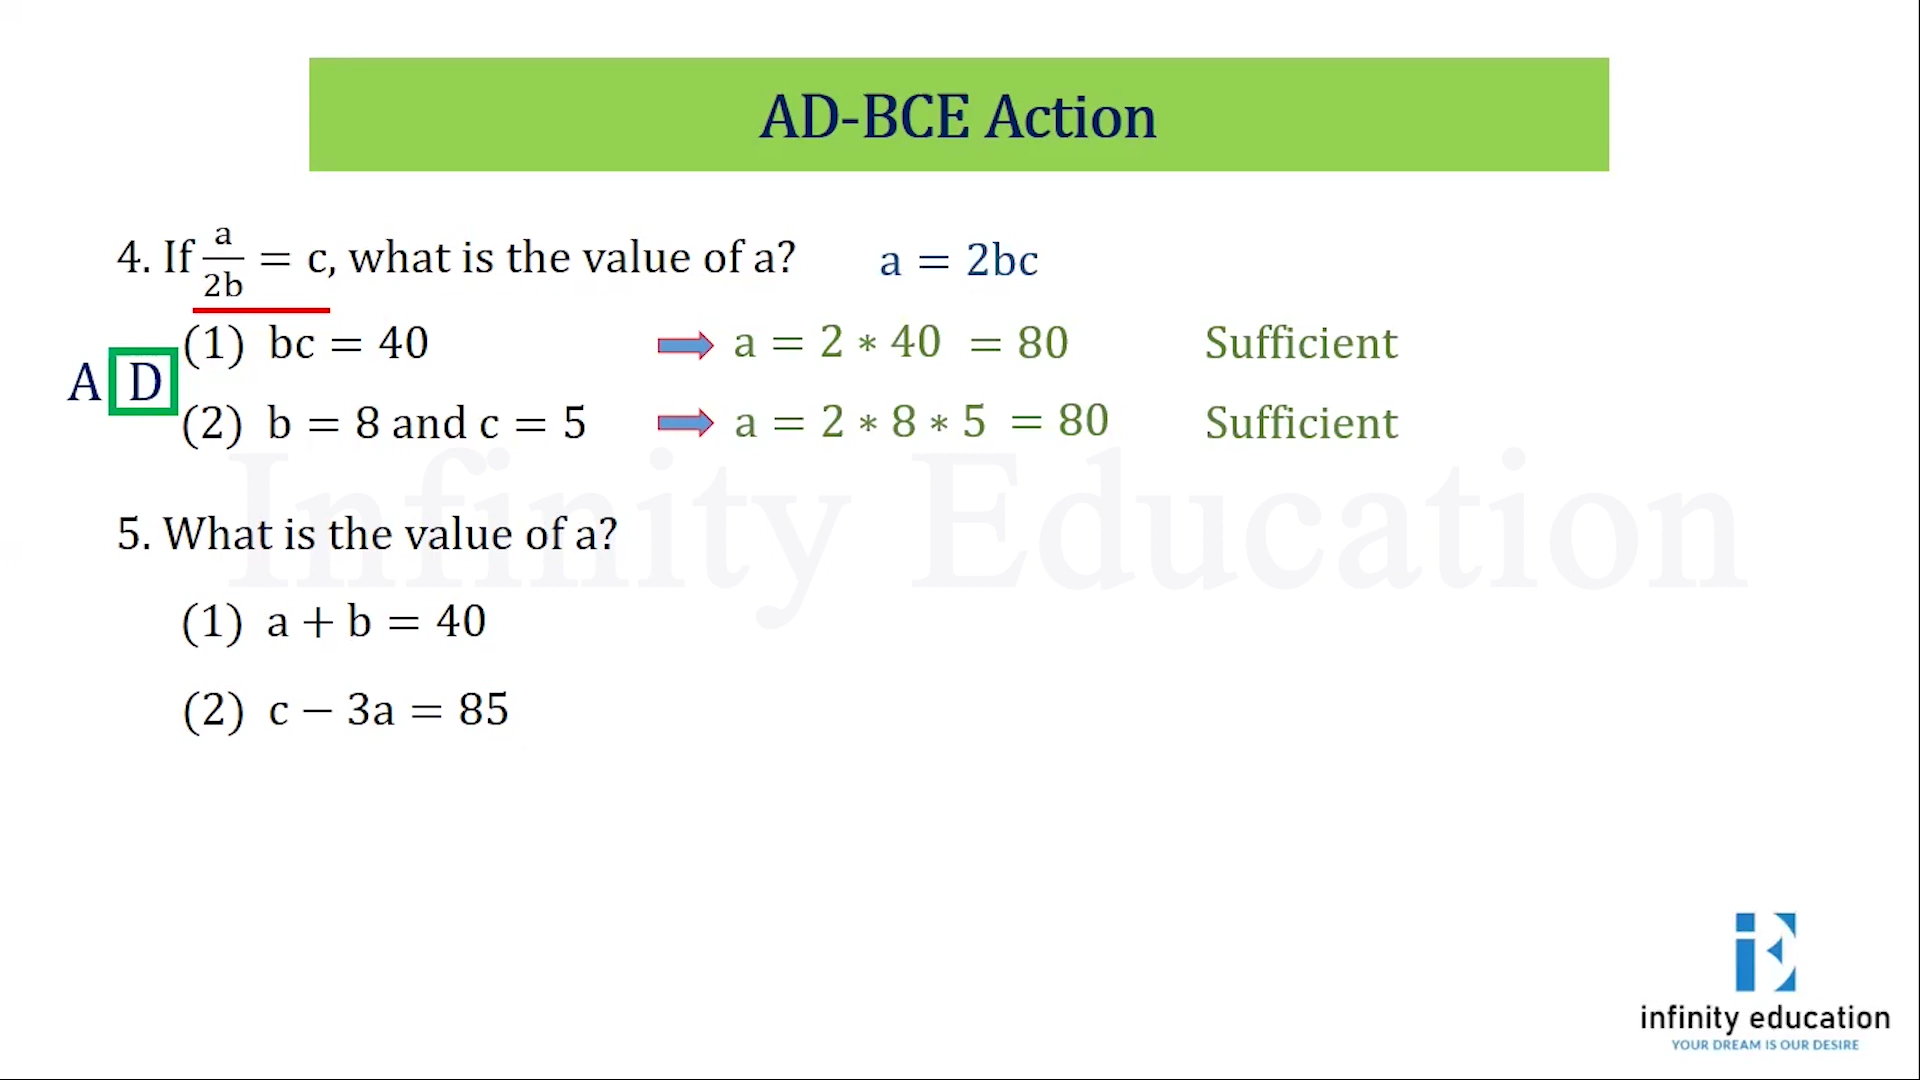 AD-BCE Action
4. If a/2b = c, what is the value of a? a = 2bc
(1) bc = 40 a = 2 * 40 = 80 Sufficient
A D
(2) b = 8 and c = 5 a = 2 * 8 * 5 = 80 Sufficient
Infinity Education
5. What is the value of a?
(1) a + b = 40
(2) c − 3a = 85
iE
infinity education
YOUR DREAM IS OUR DESIRE